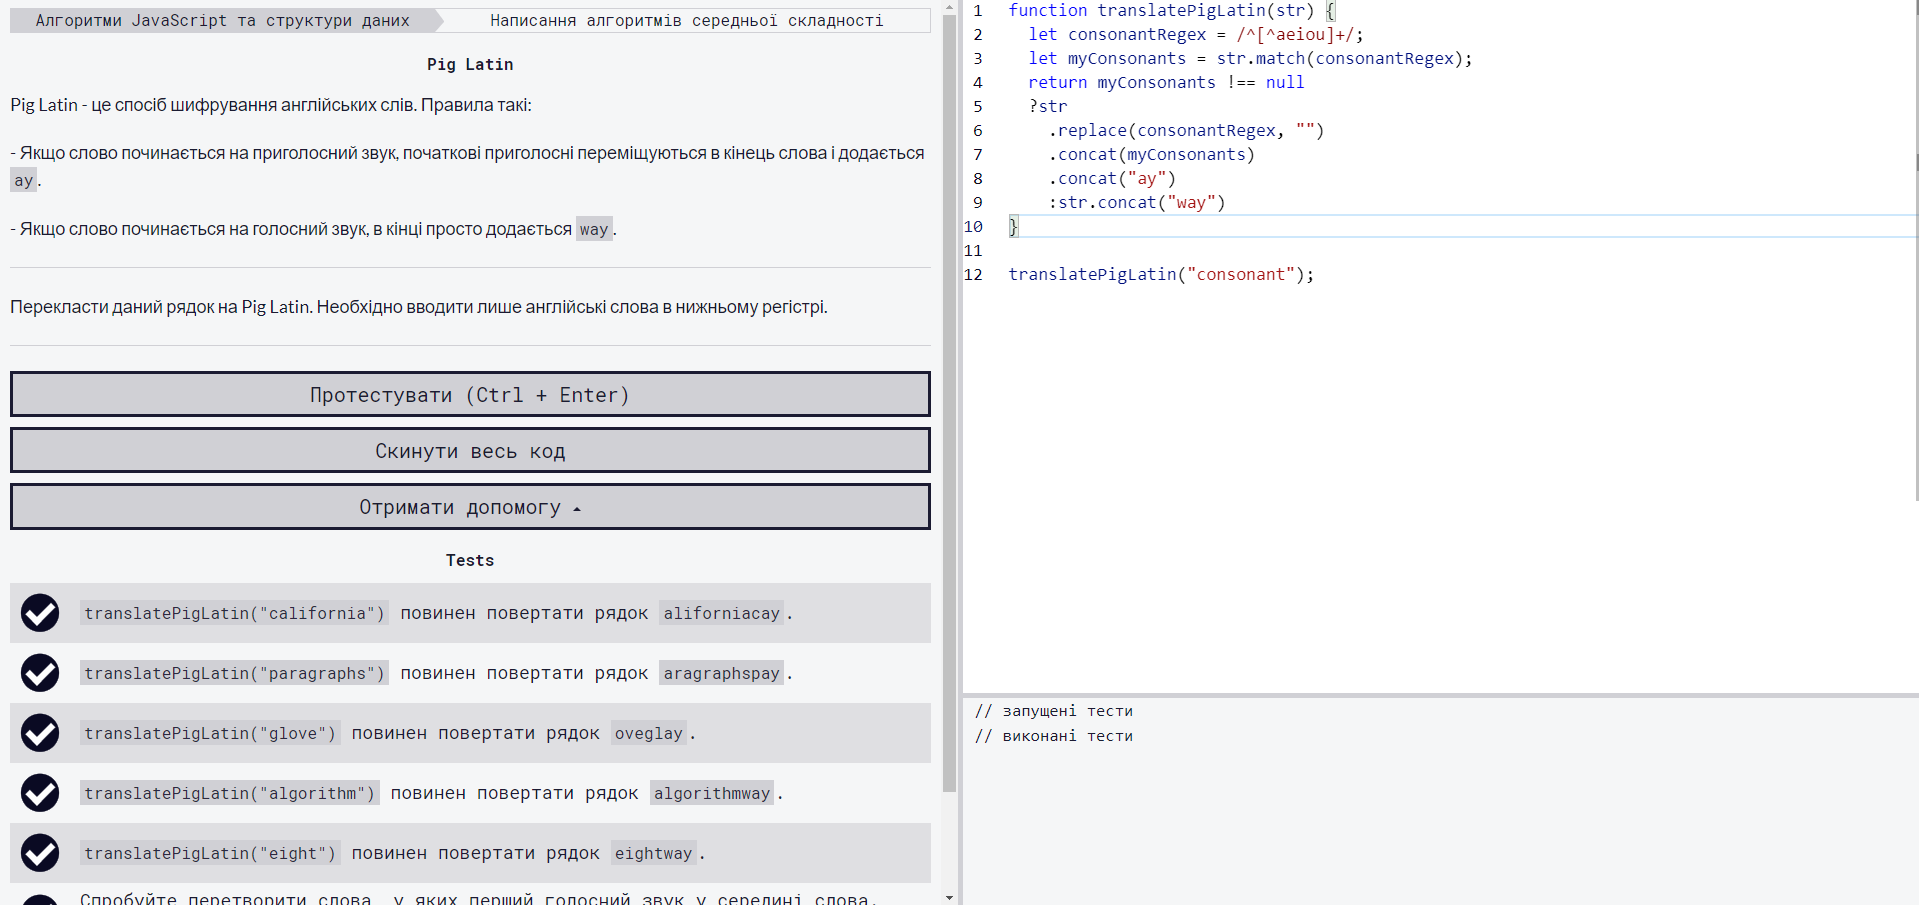 Алгоритми JavaScript та структури даних
Написання алгоритмів середньої складності
Pig Latin
Pig Latin - це спосіб шифрування англійських слів. Правила такі:
- Якщо слово починається на приголосний звук, початкові приголосні переміщуються в кінець слова і додається
ay.
- Якщо слово починається на голосний звук, в кінці просто додається way.
Перекласти даний рядок на Pig Latin. Необхідно вводити лише англійські слова в нижньому регістрі.
Протестувати (Ctrl + Enter)
Скинути весь код
Отримати допомогу
Tests
translatePigLatin("california") повинен повертати рядок aliforniacay.
translatePigLatin("paragraphs") повинен повертати рядок aragraphspay.
translatePigLatin("glove") повинен повертати рядок oveglay.
translatePigLatin("algorithm") повинен повертати рядок algorithmway.
translatePigLatin("eight") повинен повертати рядок eightway.
Спробуйте перетворити слова, у яких перший голосний звук у середині слова.
1 function translatePigLatin(str) {
2 let consonantRegex = /^[^aeiou]+/;
3 let myConsonants = str.match(consonantRegex);
4 return myConsonants !== null
5 ?str
6 .replace(consonantRegex, "")
7 .concat(myConsonants)
8 .concat("ay")
9 :str.concat("way")
10 }
11
12 translatePigLatin("consonant");
// запущені тести
// виконані тести